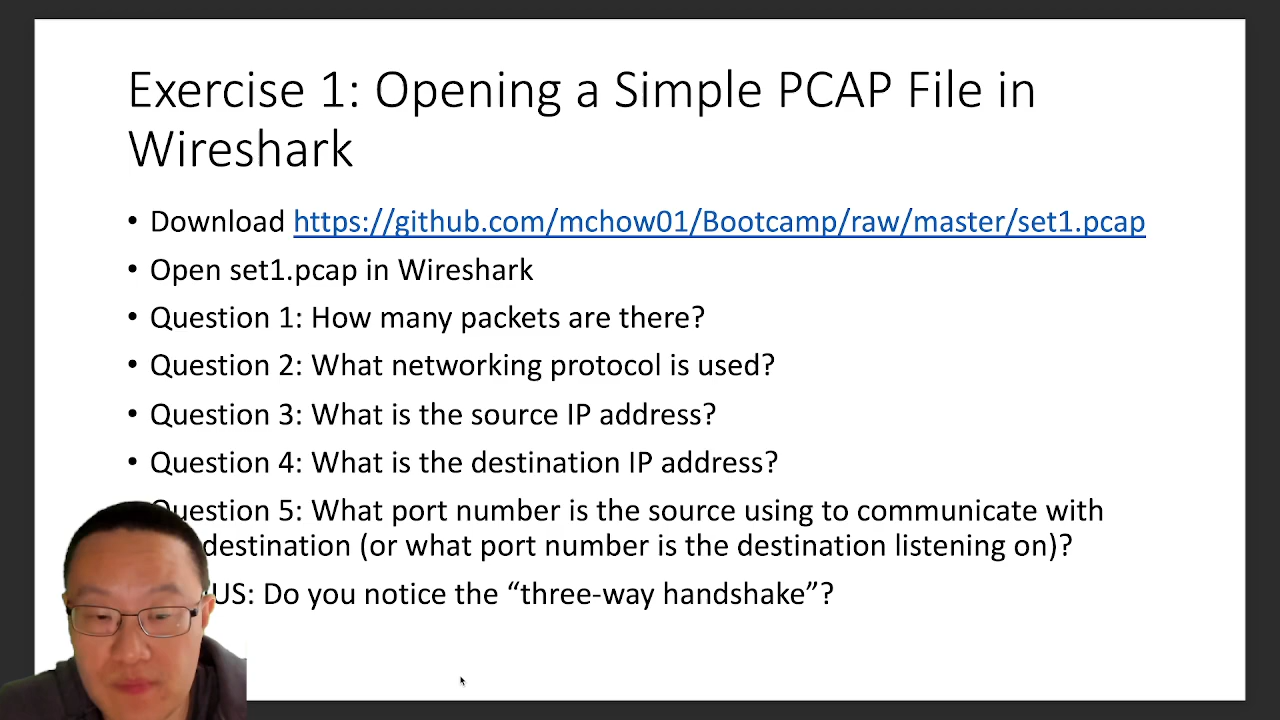 Exercise 1: Opening a Simple PCAP File in
Wireshark
• Download https://github.com/mchow01/Bootcamp/raw/master/set1.pcap
• Open set1.pcap in Wireshark
• Question 1: How many packets are there?
• Question 2: What networking protocol is used?
• Question 3: What is the source IP address?
• Question 4: What is the destination IP address?
Question 5: What port number is the source using to communicate with
destination (or what port number is the destination listening on)?
US: Do you notice the “three-way handshake”?